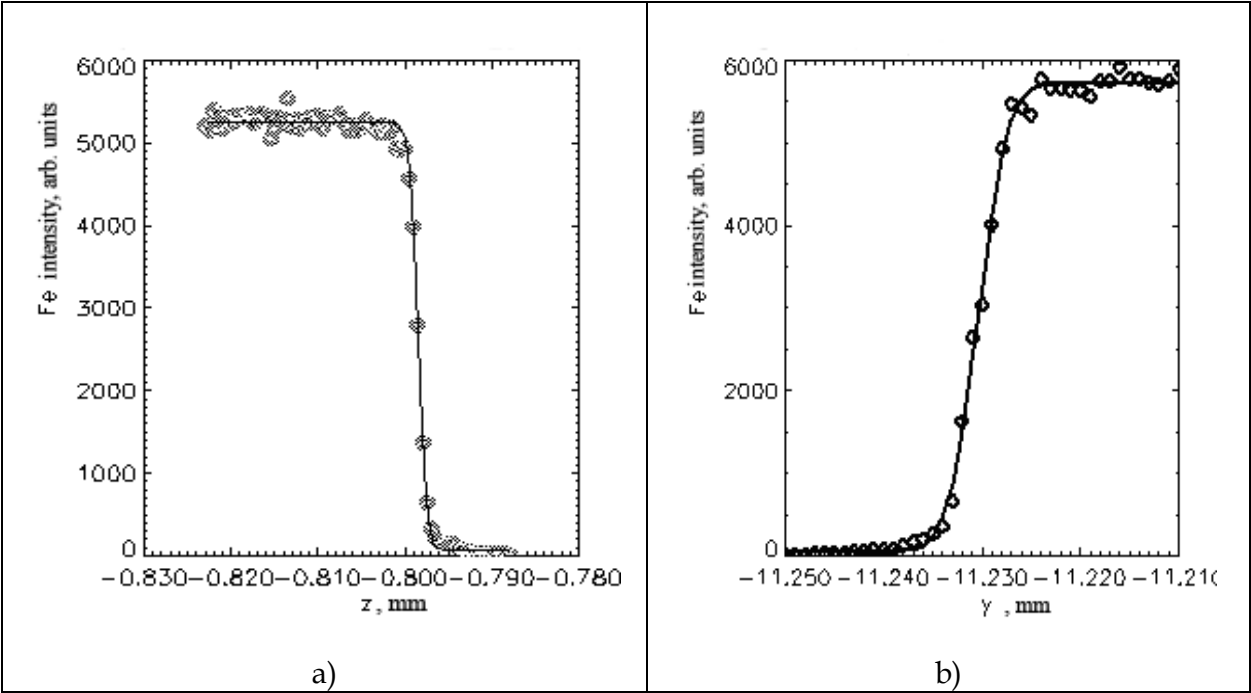 6000
5000
4000
3000
2000
1000
0
Fe intensity, arb. units
-0.830-0.820-0.810-0.800-0.790-0.780
z , mm
a)
6000
4000
2000
0
Fe intensity, arb. units
-11.250 -11.240 -11.230 -11.220 -11.210
y , mm
b)